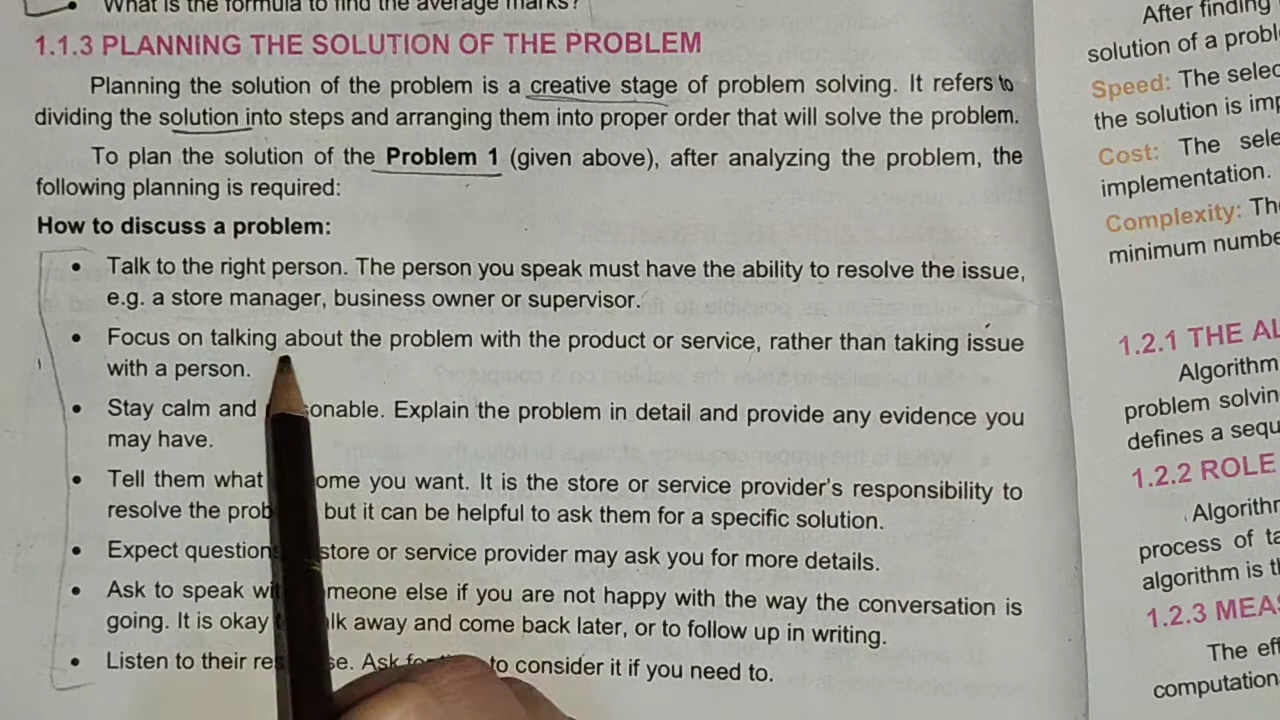 What is the formula to find the average marks?
1.1.3 PLANNING THE SOLUTION OF THE PROBLEM
Planning the solution of the problem is a creative stage of problem solving. It refers to
dividing the solution into steps and arranging them into proper order that will solve the problem.
To plan the solution of the Problem 1 (given above), after analyzing the problem, the
following planning is required:
How to discuss a problem:
• Talk to the right person. The person you speak must have the ability to resolve the issue,
e.g. a store manager, business owner or supervisor.
• Focus on talking about the problem with the product or service, rather than taking issue
with a person.
• Stay calm and onable. Explain the problem in detail and provide any evidence you
may have.
• Tell them what ome you want. It is the store or service provider's responsibility to
resolve the prob but it can be helpful to ask them for a specific solution.
• Expect question store or service provider may ask you for more details.
• Ask to speak wi meone else if you are not happy with the way the conversation is
going. It is okay lk away and come back later, or to follow up in writing.
• Listen to their res se. Ask for to consider it if you need to.
After finding
solution of a probl
Speed: The selec
the solution is imp
Cost: The sele
implementation.
Complexity: The
minimum numbe
1.2.1 THE AL
Algorithm
problem solvin
defines a sequ
1.2.2 ROLE
Algorithm
process of ta
algorithm is th
1.2.3 MEAS
The eff
computation